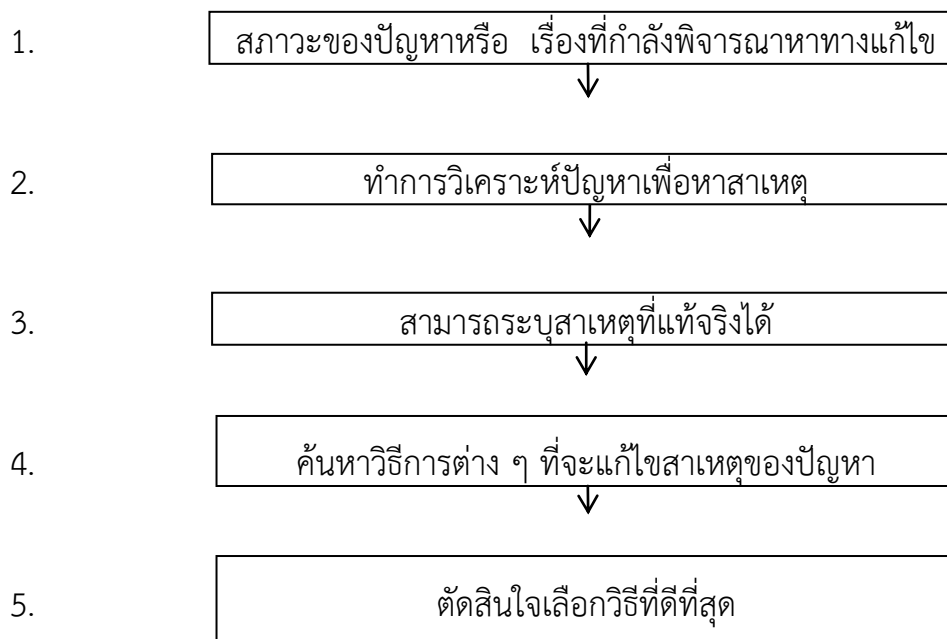 1. สภาวะของปัญหาหรือ เรื่องที่กำลังพิจารณาหาทางแก้ไข
2. ทำการวิเคราะห์ปัญหาเพื่อหาสาเหตุ
3. สามารถระบุสาเหตุที่แท้จริงได้
4. ค้นหาวิธีการต่าง ๆ ที่จะแก้ไขสาเหตุของปัญหา
5. ตัดสินใจเลือกวิธีที่ดีที่สุด